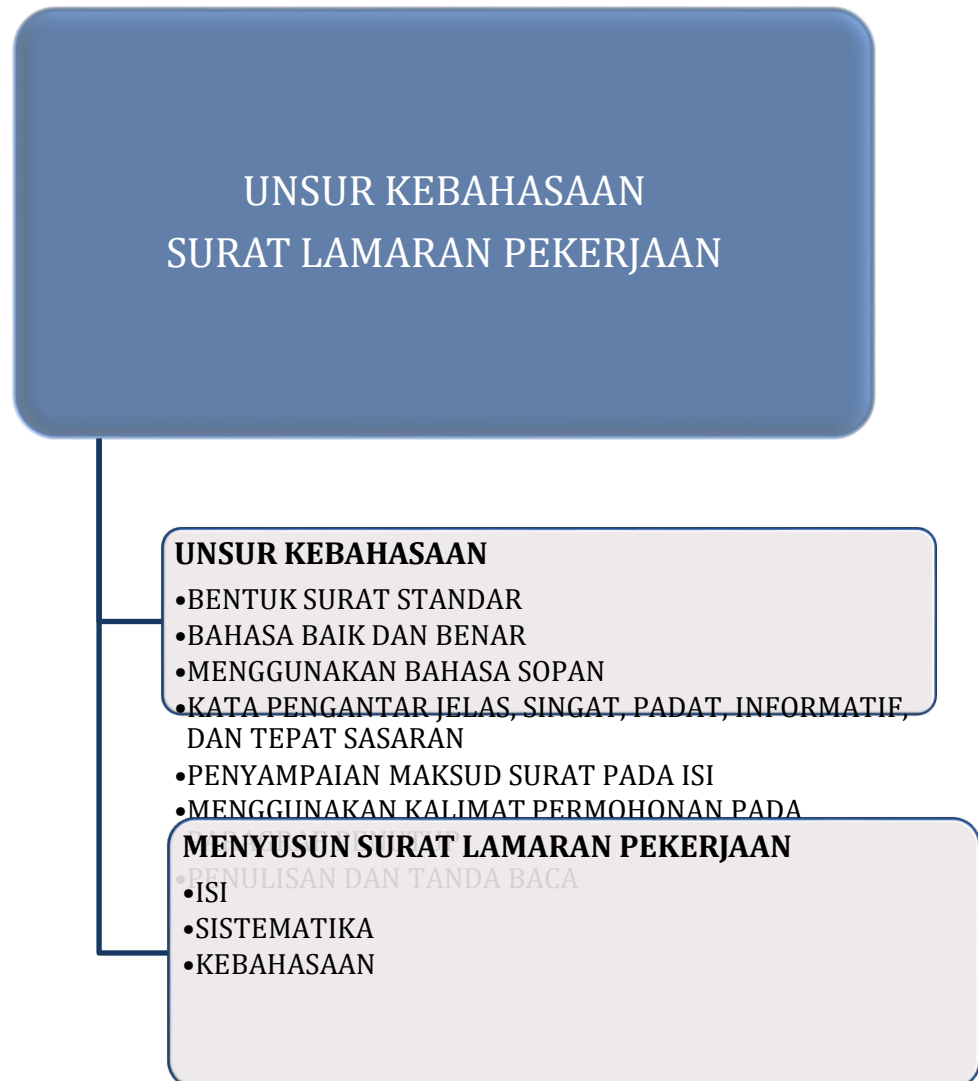 UNSUR KEBAHASAAN
SURAT LAMARAN PEKERJAAN
UNSUR KEBAHASAAN
•BENTUK SURAT STANDAR
•BAHASA BAIK DAN BENAR
•MENGGUNAKAN BAHASA SOPAN
•KATA PENGANTAR JELAS, SINGAT, PADAT, INFORMATIF,
DAN TEPAT SASARAN
•PENYAMPAIAN MAKSUD SURAT PADA ISI
•MENGGUNAKAN KALIMAT PERMOHONAN PADA
PARAGRAF PENUTUP
•PENULISAN DAN TANDA BACA
MENYUSUN SURAT LAMARAN PEKERJAAN
•ISI
•SISTEMATIKA
•KEBAHASAAN